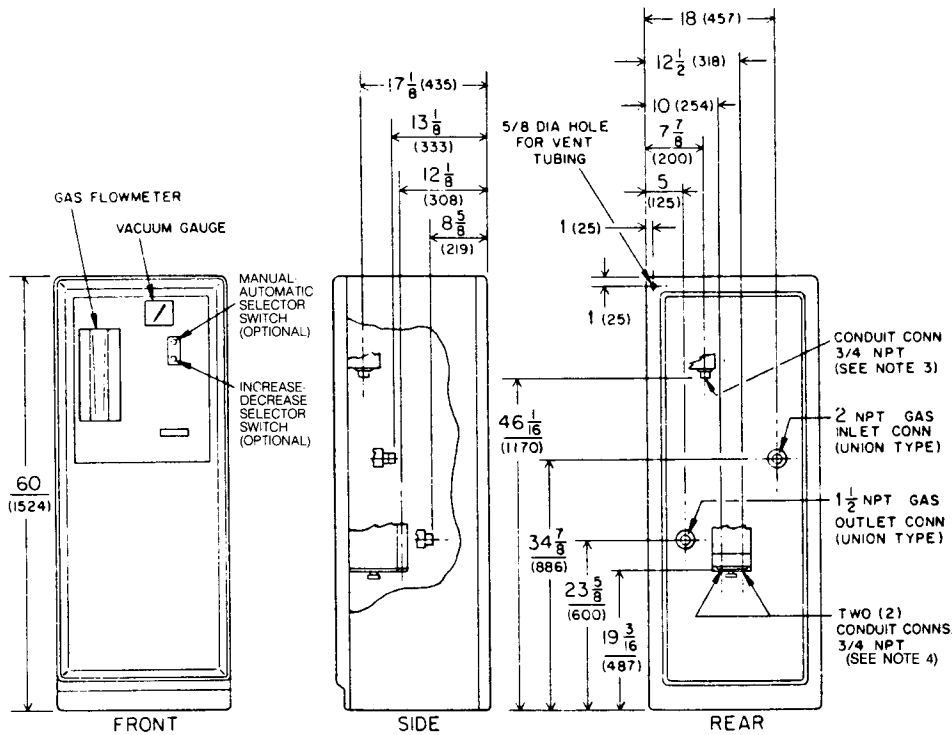 18 (457)
12 1/2 (318)
17 1/8 (435)
10 (254)
13 1/8
(333)
5/8 DIA HOLE
FOR VENT
TUBING
7 7/8
(200)
12 1/8
(308)
5
(125)
8 5/8
(219)
1 (25)
GAS FLOWMETER
VACUUM GAUGE
MANUAL-
AUTOMATIC
SELECTOR
SWITCH
(OPTIONAL)
INCREASE-
DECREASE
SELECTOR
SWITCH
(OPTIONAL)
1 (25)
CONDUIT CONN
3/4 NPT
(SEE NOTE 3)
46 1/16
(1170)
2 NPT GAS
INLET CONN
(UNION TYPE)
60
(1524)
34 7/8
(886)
1 1/2 NPT GAS
OUTLET CONN
(UNION TYPE)
23 5/8
(600)
19 3/16
(487)
TWO (2)
CONDUIT CONNS
3/4 NPT
(SEE NOTE 4)
FRONT
SIDE
REAR